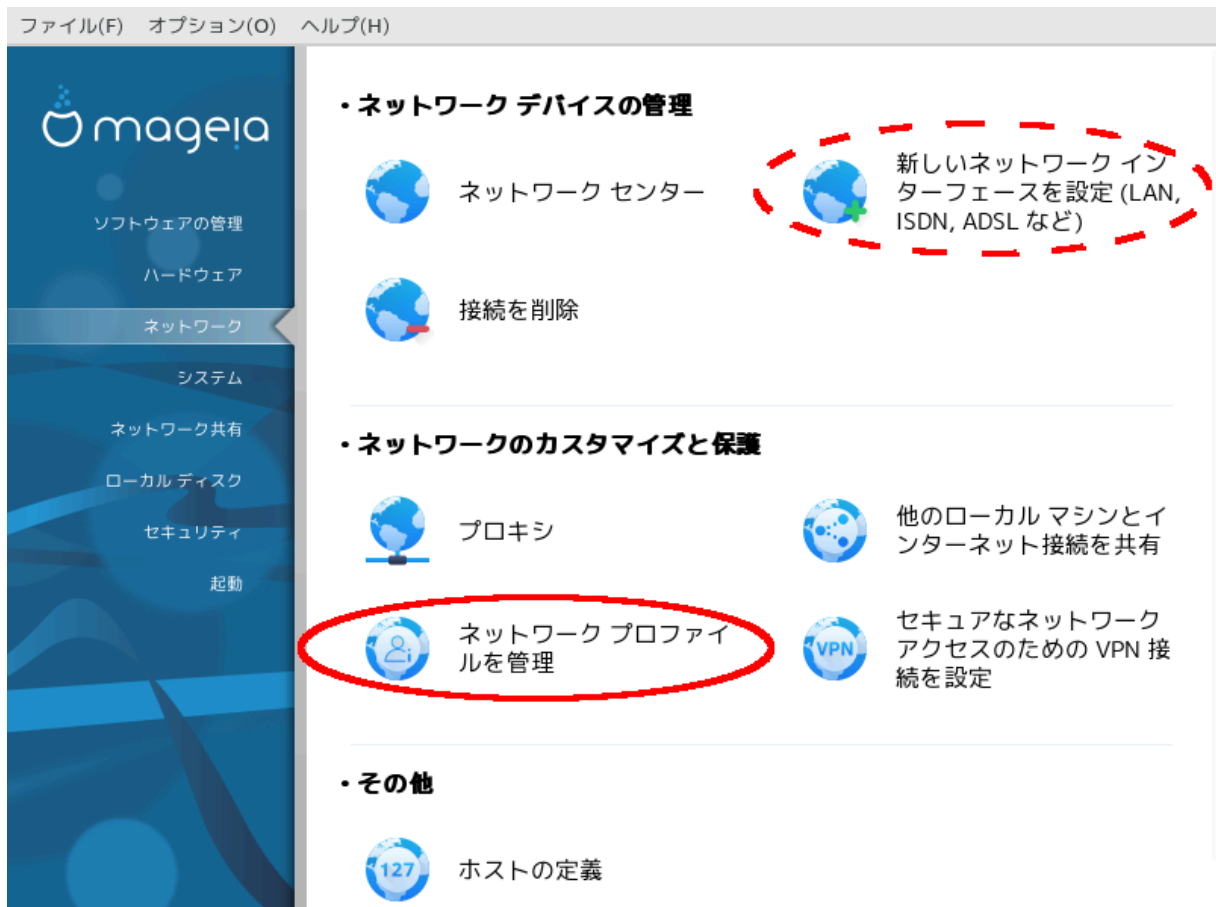 ファイル(F) オプション(O) ヘルプ(H)
mageia
ソフトウェアの管理
ハードウェア
ネットワーク
システム
ネットワーク共有
ローカル ディスク
セキュリティ
起動
・ネットワーク デバイスの管理
ネットワーク センター
新しいネットワーク イン
ターフェースを設定 (LAN,
ISDN, ADSL など)
接続を削除
・ネットワークのカスタマイズと保護
プロキシ
他のローカル マシンとイ
ンターネット接続を共有
ネットワーク プロファイ
ルを管理
VPN
セキュアなネットワーク
アクセスのための VPN 接
続を設定
・その他
127
ホストの定義